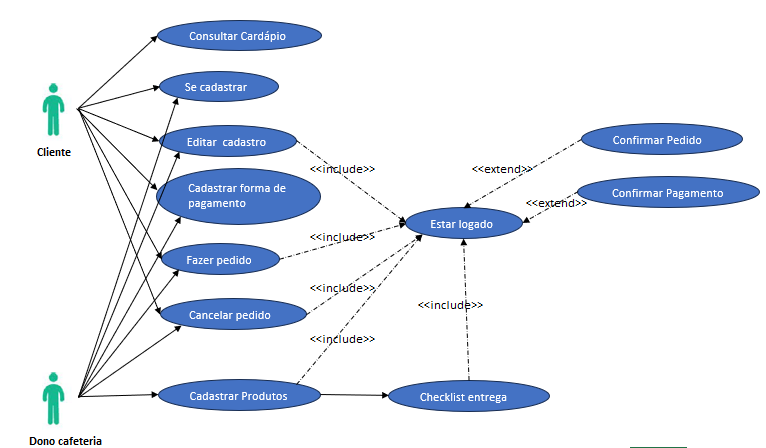 Consultar Cardápio
Se cadastrar
Cliente
Editar cadastro
Confirmar Pedido
<<include>>
<<extend>>
Cadastrar forma de
pagamento
Confirmar Pagamento
<<extend>>
Estar logado
<<include>>
Fazer pedido
<<include>>
<<include>>
Cancelar pedido
<<include>>
Cadastrar Produtos
Checklist entrega
Dono cafeteria